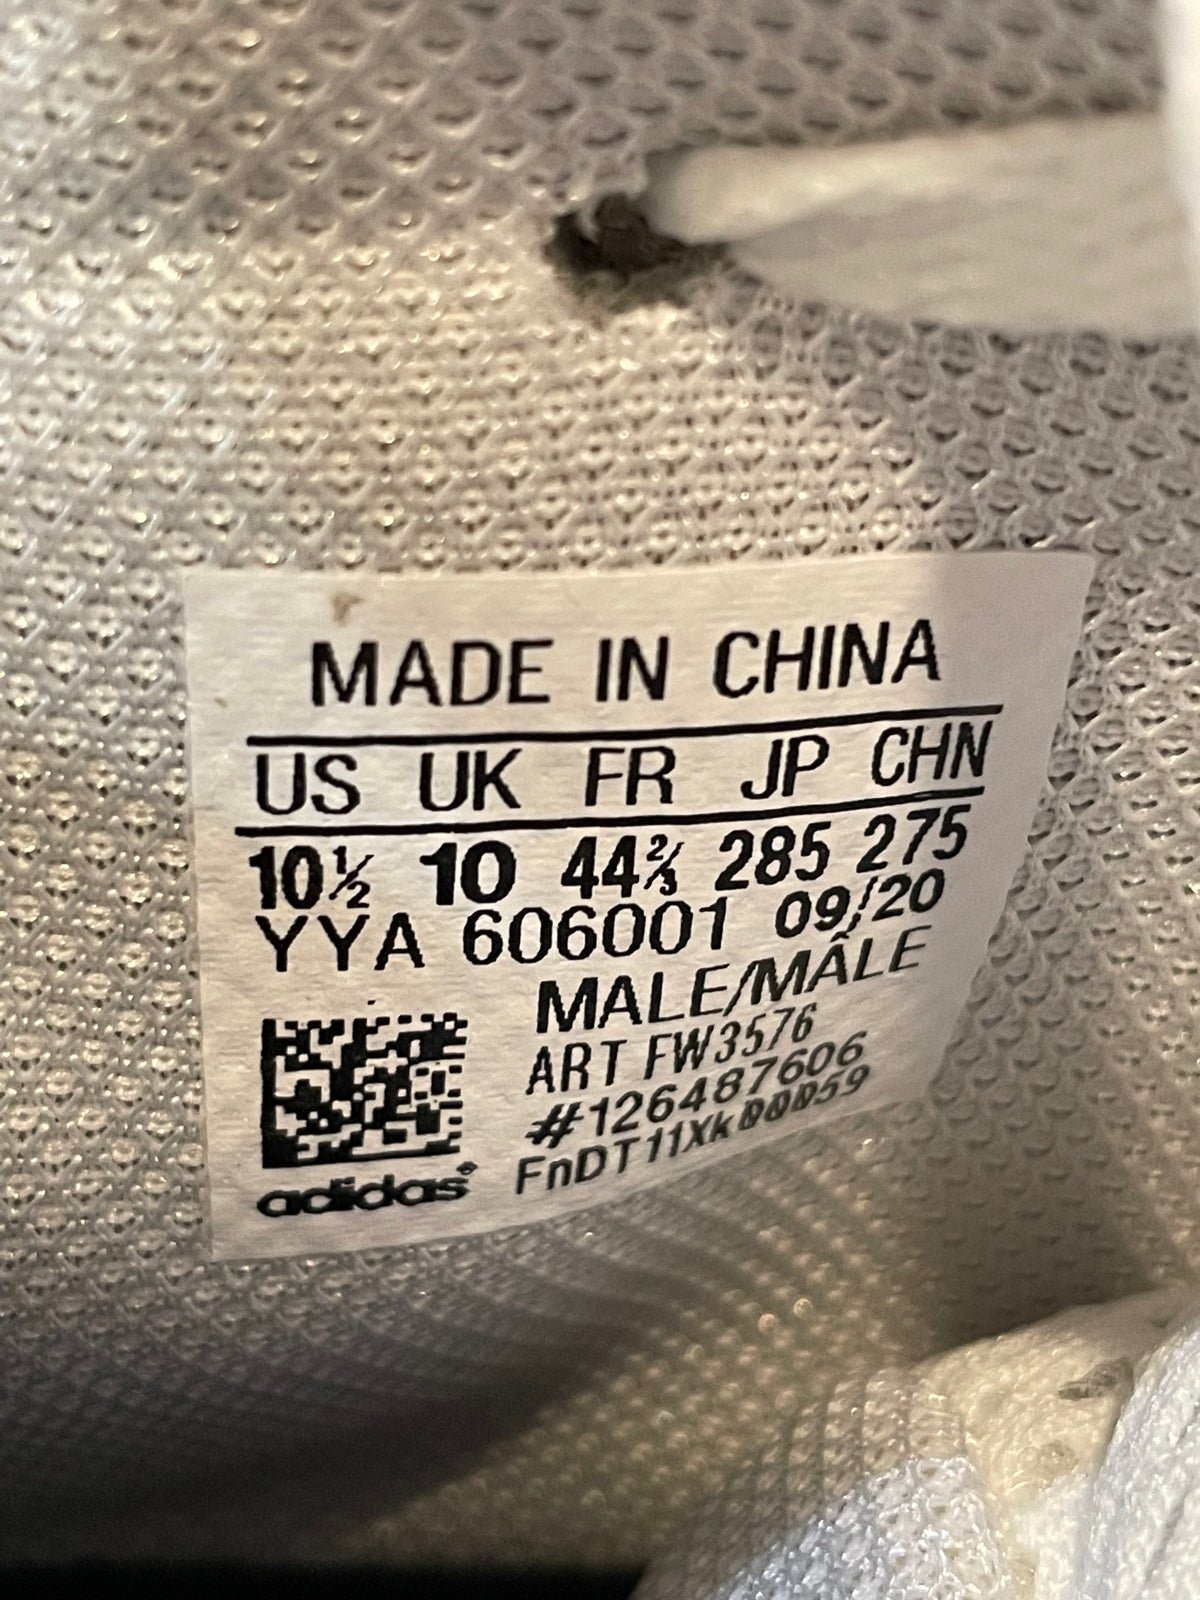 MADE IN CHINA
US UK FR JP CHN
10½ 10 44⅔ 285 275
YYA 606001 09/20
MALE/MÂLE
ART FW3576
#126487606
FnDT11Xk00059
adidas®